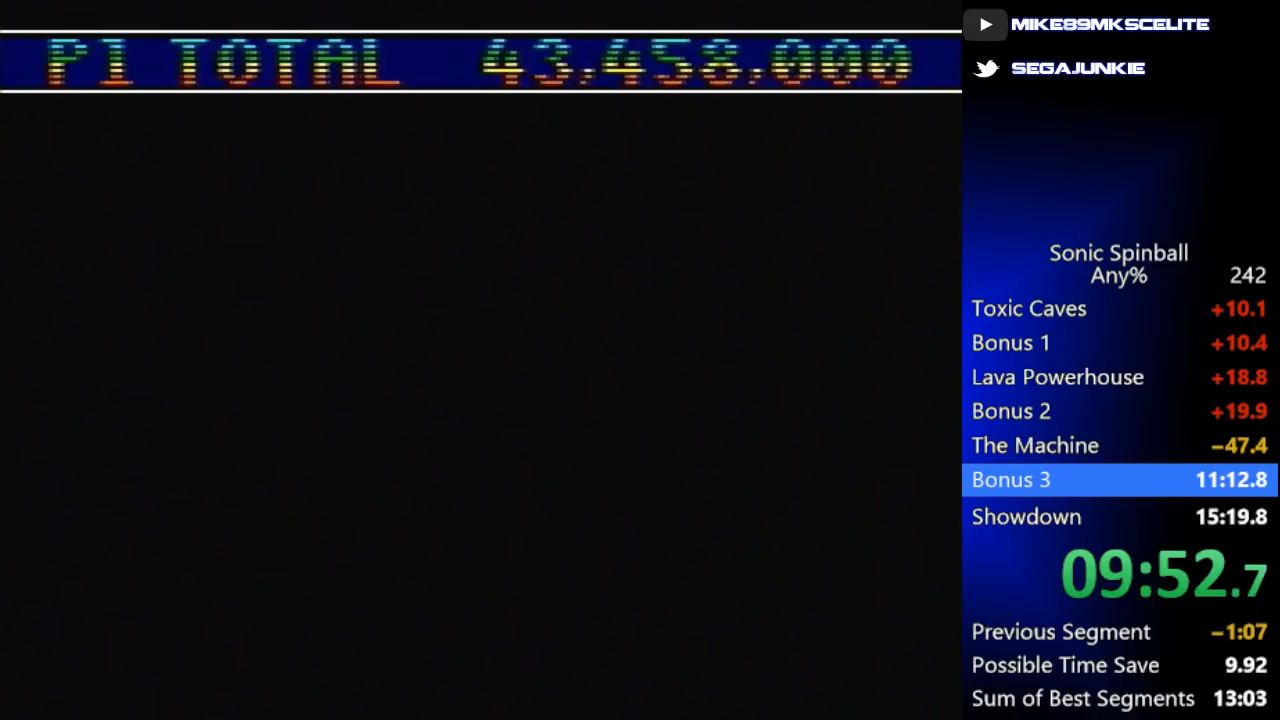 P1 TOTAL 43.458.000
MIKE89MKSCELITE
SEGAJUNKIE
Sonic Spinball
Any% 242
Toxic Caves +10.1
Bonus 1 +10.4
Lava Powerhouse +18.8
Bonus 2 +19.9
The Machine −47.4
Bonus 3 11:12.8
Showdown 15:19.8
09:52.7
Previous Segment −1:07
Possible Time Save 9.92
Sum of Best Segments 13:03